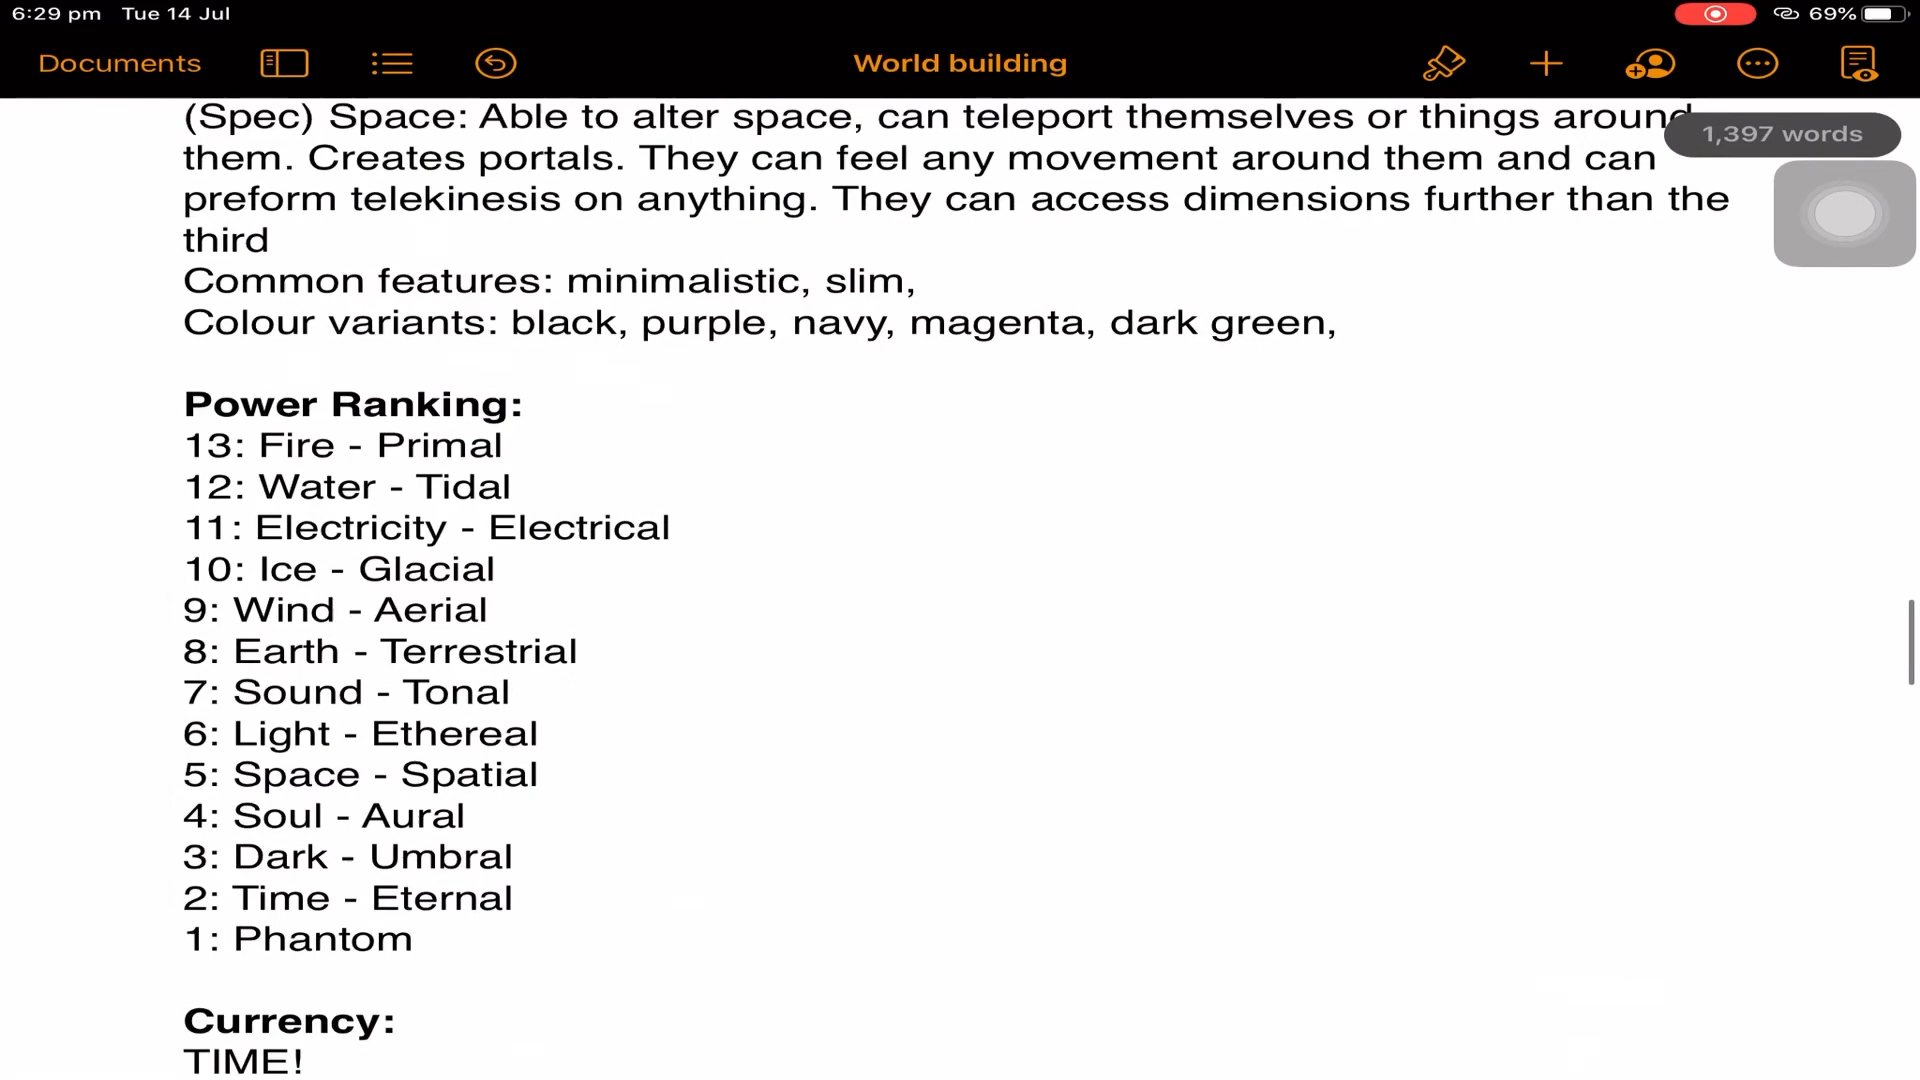 6:29 pm Tue 14 Jul
69%
Documents
World building
1,397 words
(Spec) Space: Able to alter space, can teleport themselves or things around
them. Creates portals. They can feel any movement around them and can
preform telekinesis on anything. They can access dimensions further than the
third
Common features: minimalistic, slim,
Colour variants: black, purple, navy, magenta, dark green,
Power Ranking:
13: Fire - Primal
12: Water - Tidal
11: Electricity - Electrical
10: Ice - Glacial
9: Wind - Aerial
8: Earth - Terrestrial
7: Sound - Tonal
6: Light - Ethereal
5: Space - Spatial
4: Soul - Aural
3: Dark - Umbral
2: Time - Eternal
1: Phantom
Currency:
TIME!